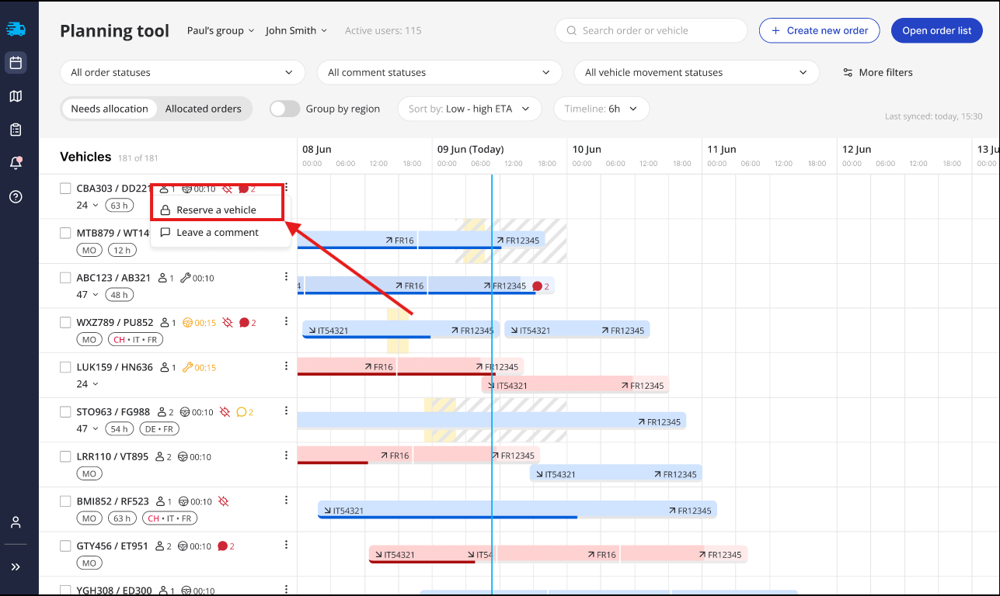 Planning tool Paul's group John Smith Active users: 115 Search order or vehicle Create new order Open order list
All order statuses All comment statuses All vehicle movement statuses More filters
Needs allocation Allocated orders Group by region Sort by: Low - high ETA Timeline: 6h
Last synced: today, 15:30
Vehicles 181 of 181
08 Jun 09 Jun (Today) 10 Jun 11 Jun 12 Jun 13 Ju
00:00 06:00 12:00 18:00 00:00 06:00 12:00 18:00 00:00 06:00 12:00 18:00 00:00 06:00 12:00 18:00 00:00 06:00 12:00 18:00 00:00
CBA303 / DD221 1 00:10 2
24 63 h
Reserve a vehicle
Leave a comment
MTB879 / WT14
MO 12 h
FR16 FR12345
ABC123 / AB321 1 00:10
47 48 h
4 FR16 FR12345 2
WXZ789 / PU852 1 00:15 2
MO CH • IT • FR
IT54321 FR12345 IT54321 FR12345
LUK159 / HN636 1 00:15
24
FR16 FR12345
IT54321 FR12345
STO963 / FG988 2 00:10 2
47 54 h DE • FR
FR12345
LRR110 / VT895 2 00:10
MO
FR16 FR12345
IT54321 FR12345
BMI852 / RF523 1 00:10
MO 63 h CH • IT • FR
IT54321 FR12345
GTY456 / ET951 2 00:10 2
MO
IT54321 IT54 FR16 FR12345
YGH308 / ED300 1 00:10